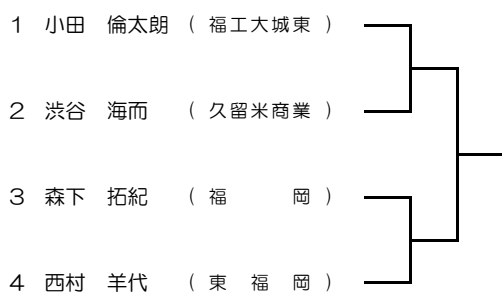 1 小田 倫太朗 ( 福工大城東 )
2 渋谷 海而 ( 久留米商業 )
3 森下 拓紀 ( 福 岡 )
4 西村 羊代 ( 東 福 岡 )